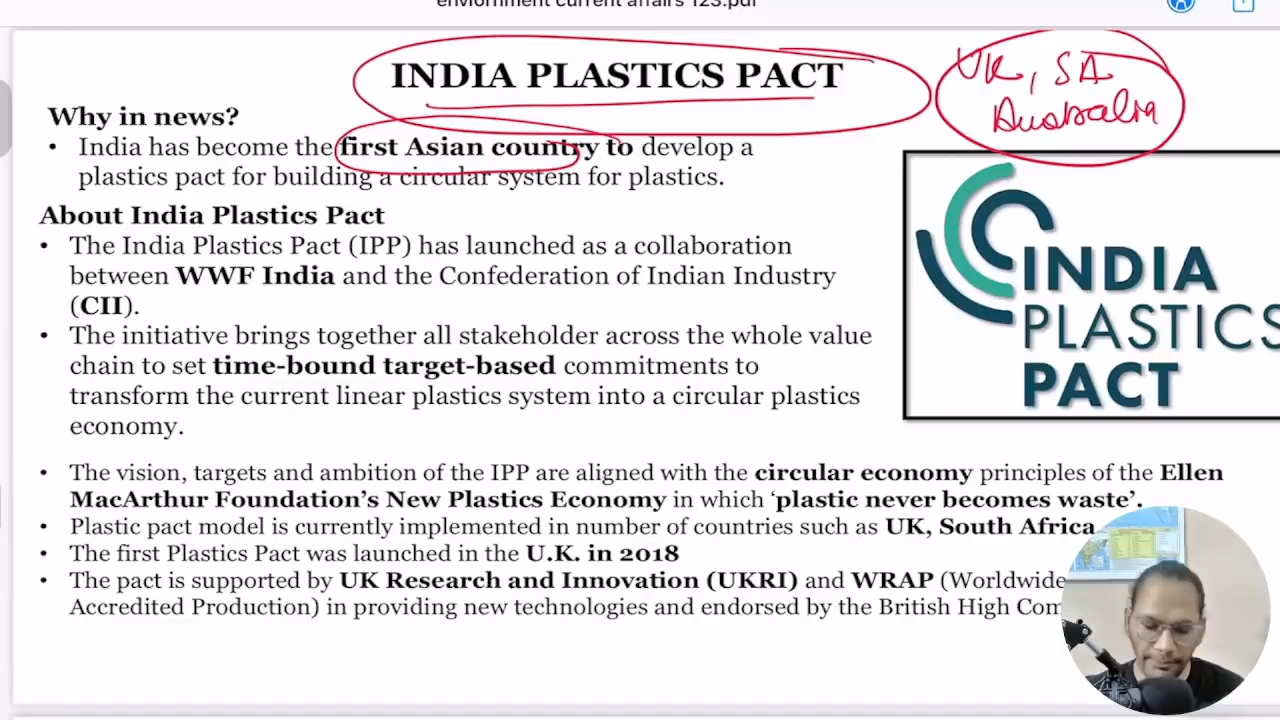 enviornment current affairs 123.pdf
INDIA PLASTICS PACT
UK, SA
Australia
Why in news?
• India has become the first Asian country to develop a
plastics pact for building a circular system for plastics.
About India Plastics Pact
• The India Plastics Pact (IPP) has launched as a collaboration
between WWF India and the Confederation of Indian Industry
(CII).
• The initiative brings together all stakeholder across the whole value
chain to set time-bound target-based commitments to
transform the current linear plastics system into a circular plastics
economy.
INDIA
PLASTICS
PACT
• The vision, targets and ambition of the IPP are aligned with the circular economy principles of the Ellen
MacArthur Foundation's New Plastics Economy in which 'plastic never becomes waste'.
• Plastic pact model is currently implemented in number of countries such as UK, South Africa
• The first Plastics Pact was launched in the U.K. in 2018
• The pact is supported by UK Research and Innovation (UKRI) and WRAP (Worldwide
Accredited Production) in providing new technologies and endorsed by the British High